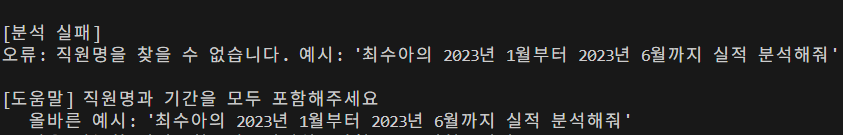 [분석 실패]
오류: 직원명을 찾을 수 없습니다. 예시: '최수아의 2023년 1월부터 2023년 6월까지 실적 분석해줘'
[도움말] 직원명과 기간을 모두 포함해주세요
올바른 예시: '최수아의 2023년 1월부터 2023년 6월까지 실적 분석해줘'